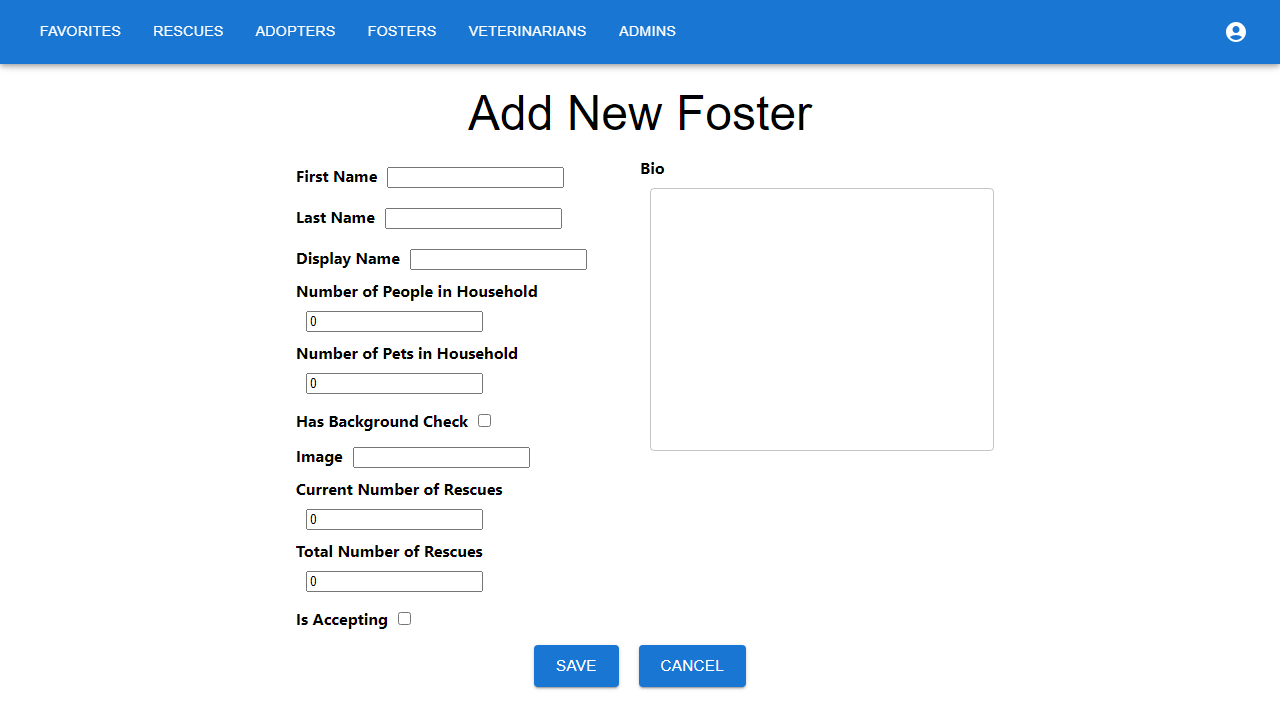 FAVORITES RESCUES ADOPTERS FOSTERS VETERINARIANS ADMINS
Add New Foster
First Name
Last Name
Display Name
Number of People in Household
0
Number of Pets in Household
0
Has Background Check
Image
Current Number of Rescues
0
Total Number of Rescues
0
Is Accepting
Bio
SAVE CANCEL